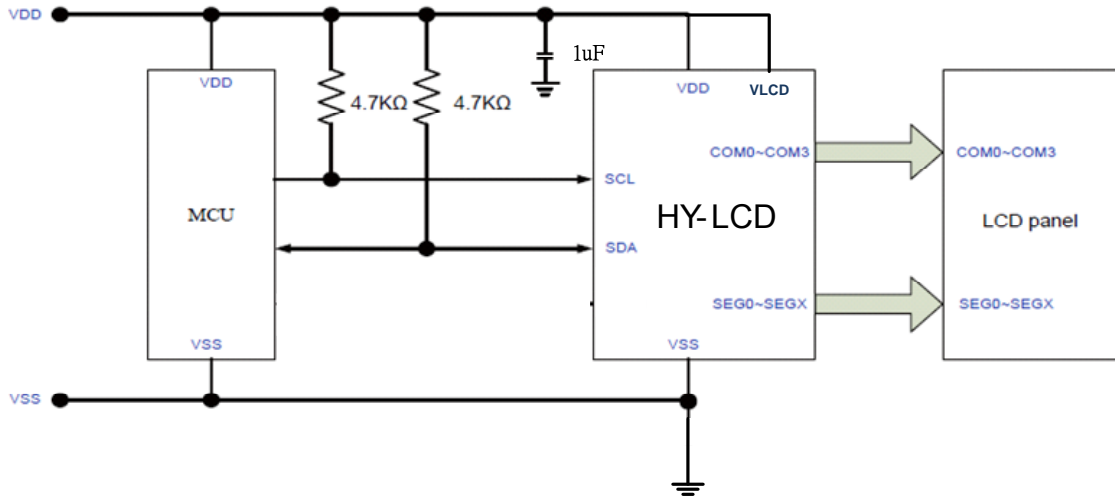 VDD
1uF
VDD
VDD
VLCD
4.7KΩ
4.7KΩ
COM0~COM3
COM0~COM3
SCL
MCU
HY-LCD
LCD panel
SDA
SEG0~SEGX
SEG0~SEGX
VSS
VSS
VSS